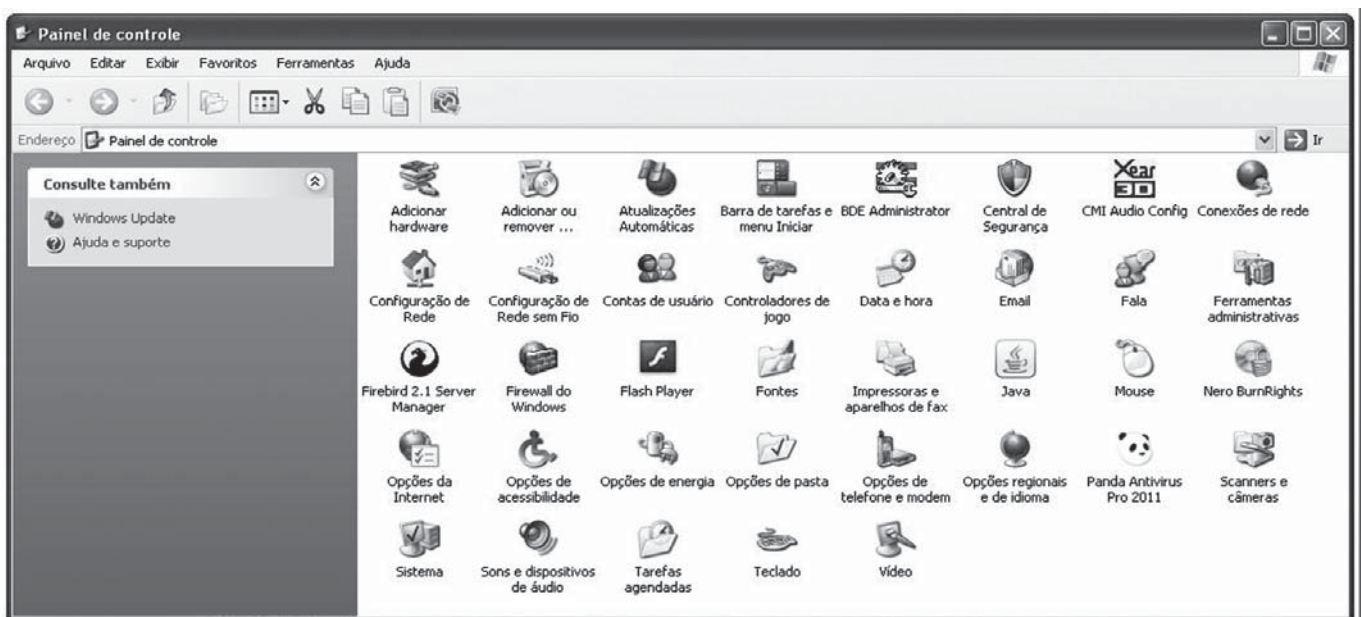 Painel de controle
Arquivo Editar Exibir Favoritos Ferramentas Ajuda
Endereço Painel de controle Ir
Consulte também
Windows Update
Ajuda e suporte
Adicionar hardware
Adicionar ou remover ...
Atualizações Automáticas
Barra de tarefas e menu Iniciar
BDE Administrator
Central de Segurança
Xear 3D
CMI Audio Config
Conexões de rede
Configuração de Rede
Configuração de Rede sem Fio
Contas de usuário
Controladores de jogo
Data e hora
Email
Fala
Ferramentas administrativas
Firebird 2.1 Server Manager
Firewall do Windows
Flash Player
Fontes
Impressoras e aparelhos de fax
Java
Mouse
Nero BurnRights
Opções da Internet
Opções de acessibilidade
Opções de energia
Opções de pasta
Opções de telefone e modem
Opções regionais e de idioma
Panda Antivirus Pro 2011
Scanners e câmeras
Sistema
Sons e dispositivos de áudio
Tarefas agendadas
Teclado
Vídeo